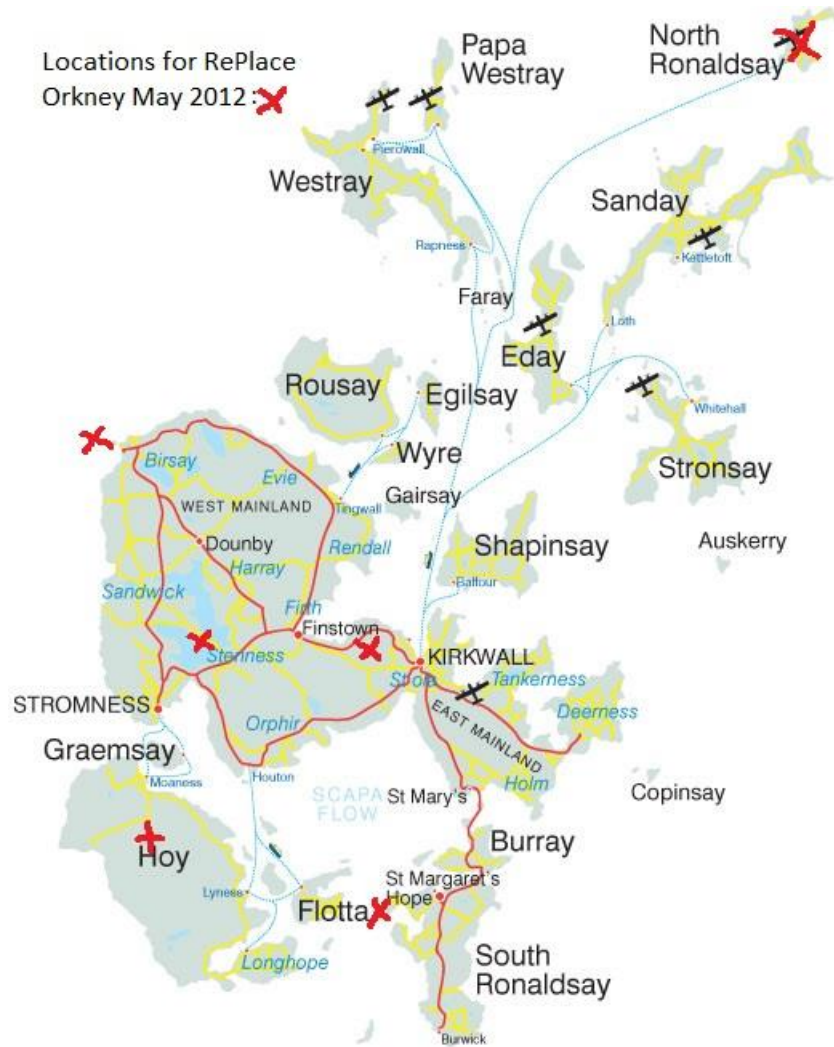 Locations for RePlace
Orkney May 2012:
Papa
Westray
North
Ronaldsay
Pierowall
Westray
Sanday
Rapness
Kettletoft
Faray
Loth
Eday
Rousay
Egilsay
Whitehall
Birsay
Evie
Wyre
Stronsay
WEST MAINLAND
Tingwall
Gairsay
Dounby
Rendall
Shapinsay
Auskerry
Harray
Sandwick
Balfour
Firth
Finstown
Stenness
KIRKWALL
Tankerness
STROMNESS
Orphir
EAST MAINLAND
Deerness
Graemsay
Moaness
Houton
Holm
SCAPA
FLOW
St Mary's
Copinsay
Hoy
Burray
St Margaret's
Hope
Lyness
Flotta
Longhope
South
Ronaldsay
Burwick